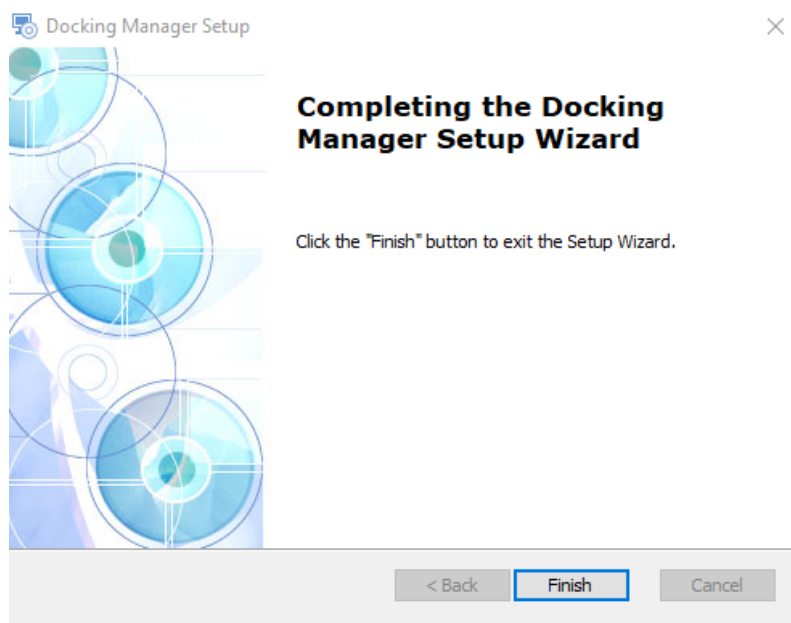 Docking Manager Setup
Completing the Docking
Manager Setup Wizard
Click the "Finish" button to exit the Setup Wizard.
< Back Finish Cancel